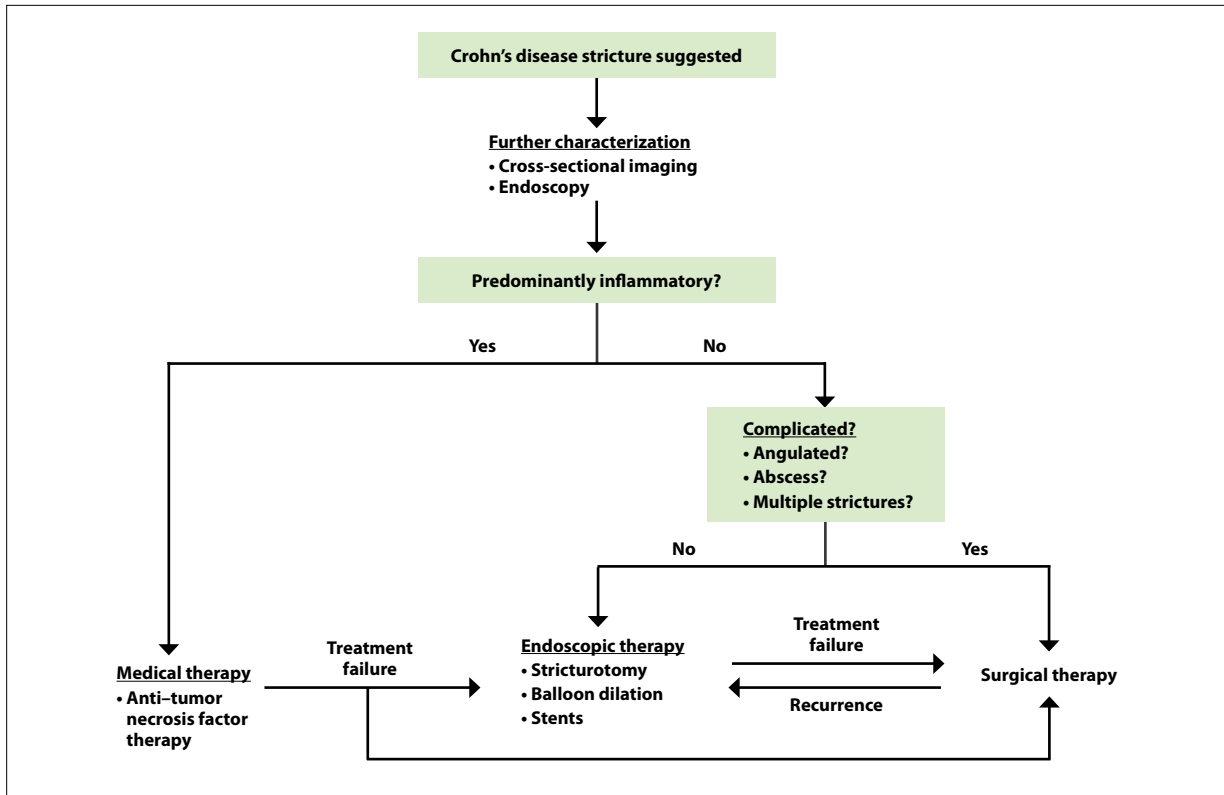 Crohn’s disease stricture suggested
Further characterization
• Cross-sectional imaging
• Endoscopy
Predominantly inflammatory?
Yes
No
Complicated?
• Angulated?
• Abscess?
• Multiple strictures?
No
Yes
Medical therapy
• Anti–tumor
necrosis factor
therapy
Treatment
failure
Endoscopic therapy
• Stricturotomy
• Balloon dilation
• Stents
Treatment
failure
Recurrence
Surgical therapy